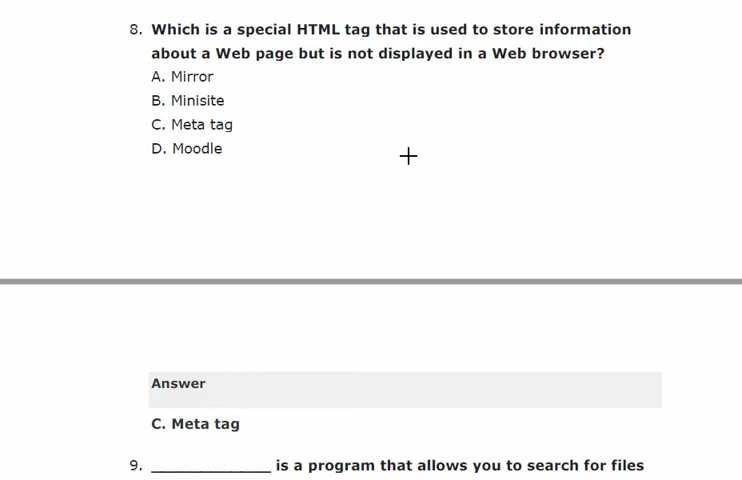 8. Which is a special HTML tag that is used to store information
about a Web page but is not displayed in a Web browser?
A. Mirror
B. Minisite
C. Meta tag
D. Moodle
Answer
C. Meta tag
9. _____________ is a program that allows you to search for files